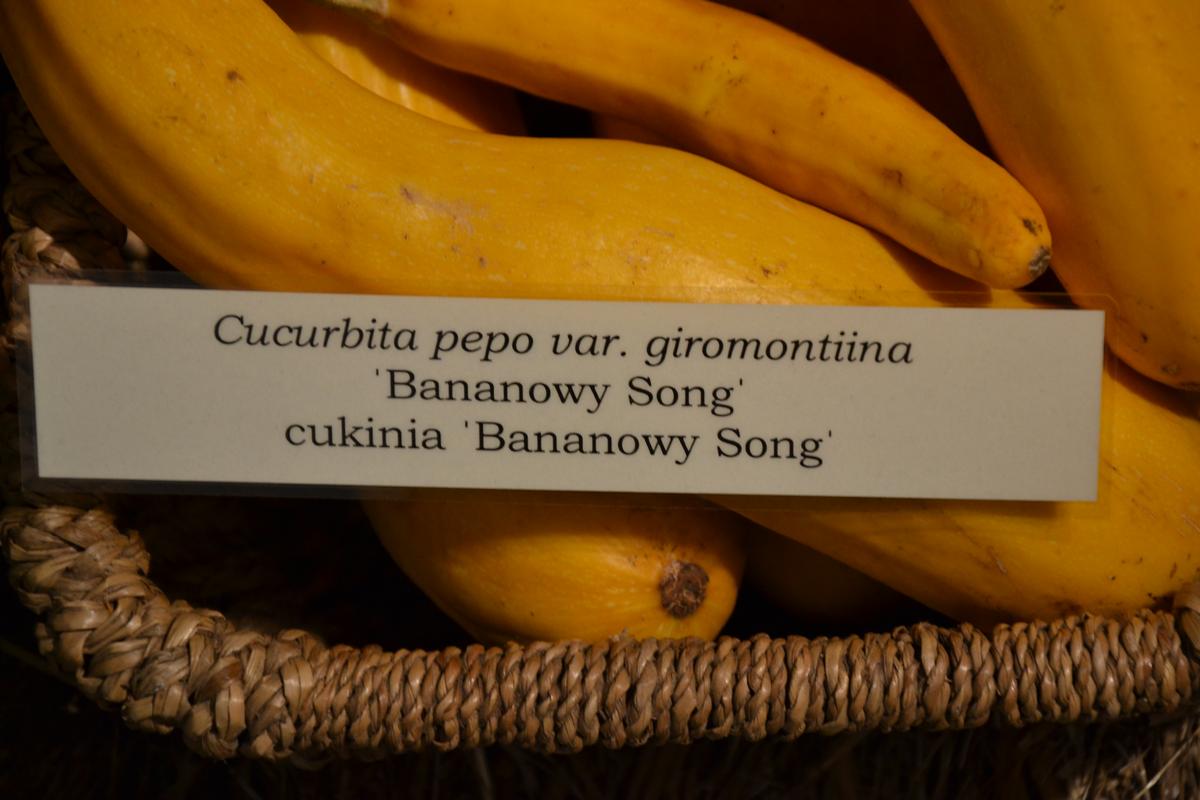 Cucurbita pepo var. giromontiina
'Bananowy Song'
cukinia 'Bananowy Song'